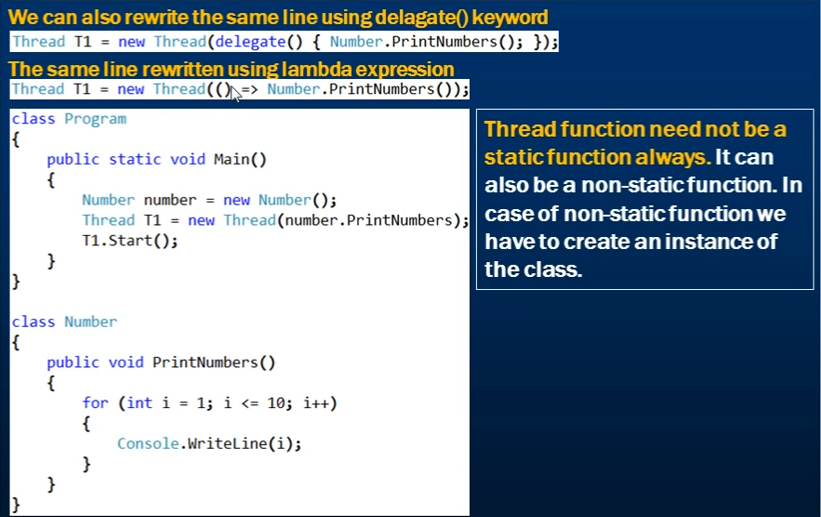 We can also rewrite the same line using delagate() keyword
Thread T1 = new Thread(delegate() { Number.PrintNumbers(); });
The same line rewritten using lambda expression
Thread T1 = new Thread(() => Number.PrintNumbers());
class Program
{
    public static void Main()
    {
        Number number = new Number();
        Thread T1 = new Thread(number.PrintNumbers);
        T1.Start();
    }
}
class Number
{
    public void PrintNumbers()
    {
        for (int i = 1; i <= 10; i++)
        {
            Console.WriteLine(i);
        }
    }
}
Thread function need not be a
static function always. It can
also be a non-static function. In
case of non-static function we
have to create an instance of
the class.